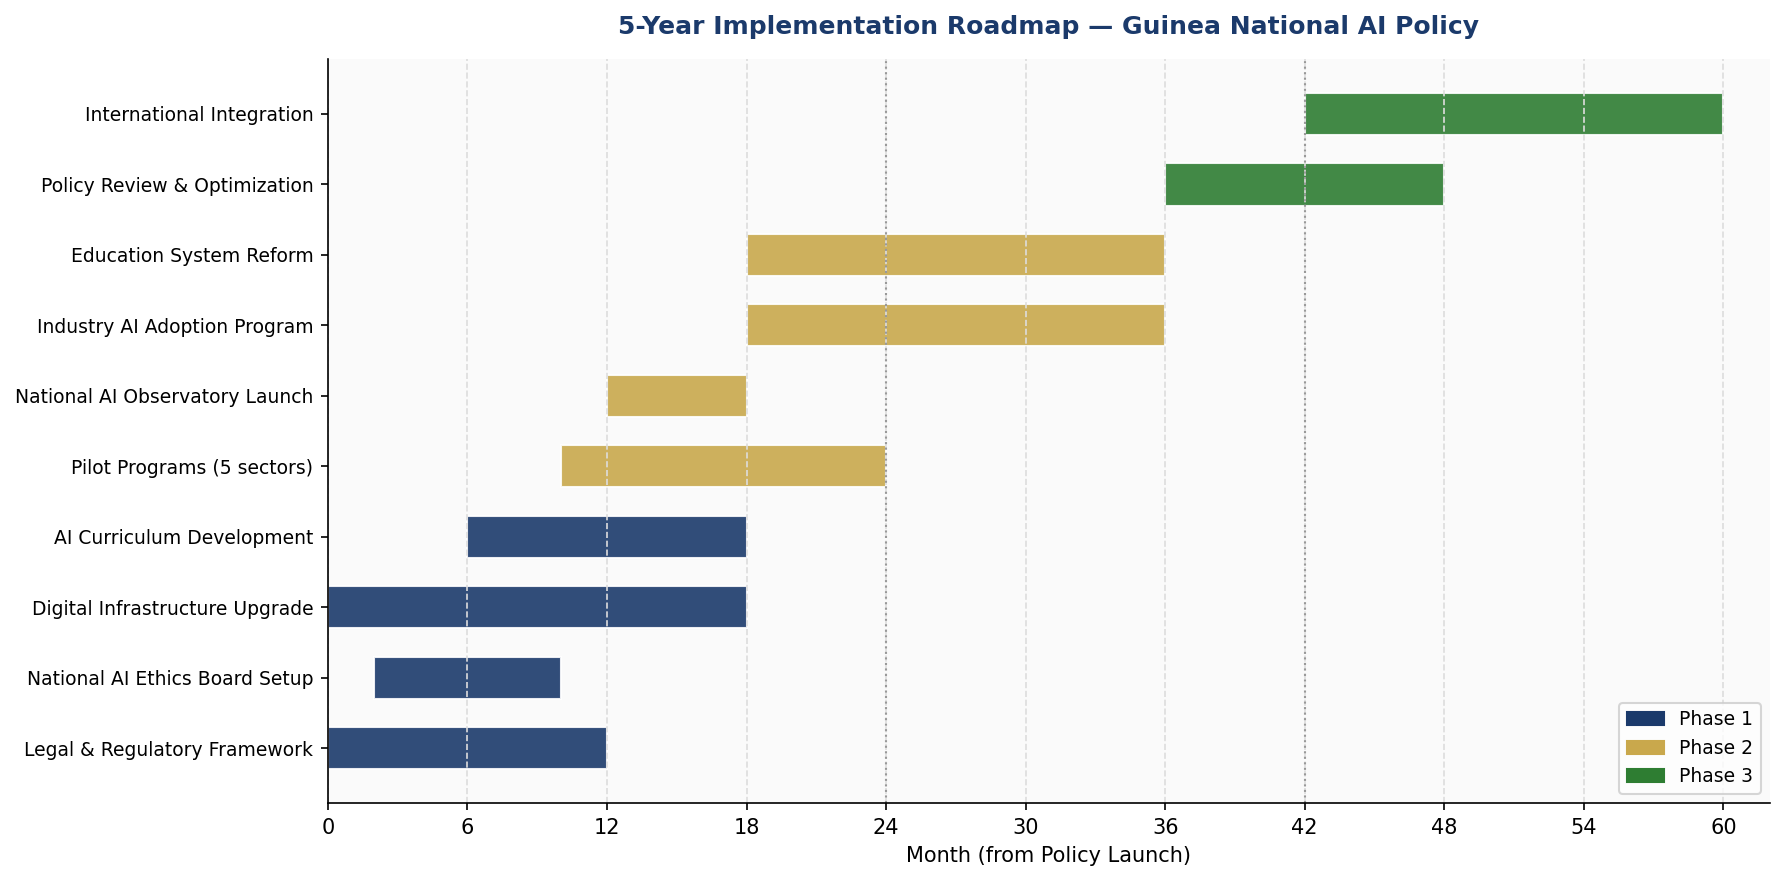 5-Year Implementation Roadmap — Guinea National AI Policy
International Integration
Policy Review & Optimization
Education System Reform
Industry AI Adoption Program
National AI Observatory Launch
Pilot Programs (5 sectors)
AI Curriculum Development
Digital Infrastructure Upgrade
National AI Ethics Board Setup
Legal & Regulatory Framework
Phase 1
Phase 2
Phase 3
0 6 12 18 24 30 36 42 48 54 60
Month (from Policy Launch)